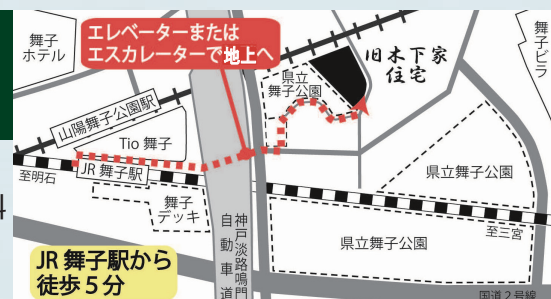 舞子
ホテル
エレベーターまたは
エスカレーターで地上へ
旧木下家
住宅
舞子ビラ
県立
舞子公園
山陽舞子公園駅
Tio 舞子
JR 舞子駅
至明石
舞子
デッキ
神戸淡路鳴門
自動車道
県立舞子公園
至三宮
県立舞子公園
国道2号線
JR 舞子駅から
徒歩 5 分